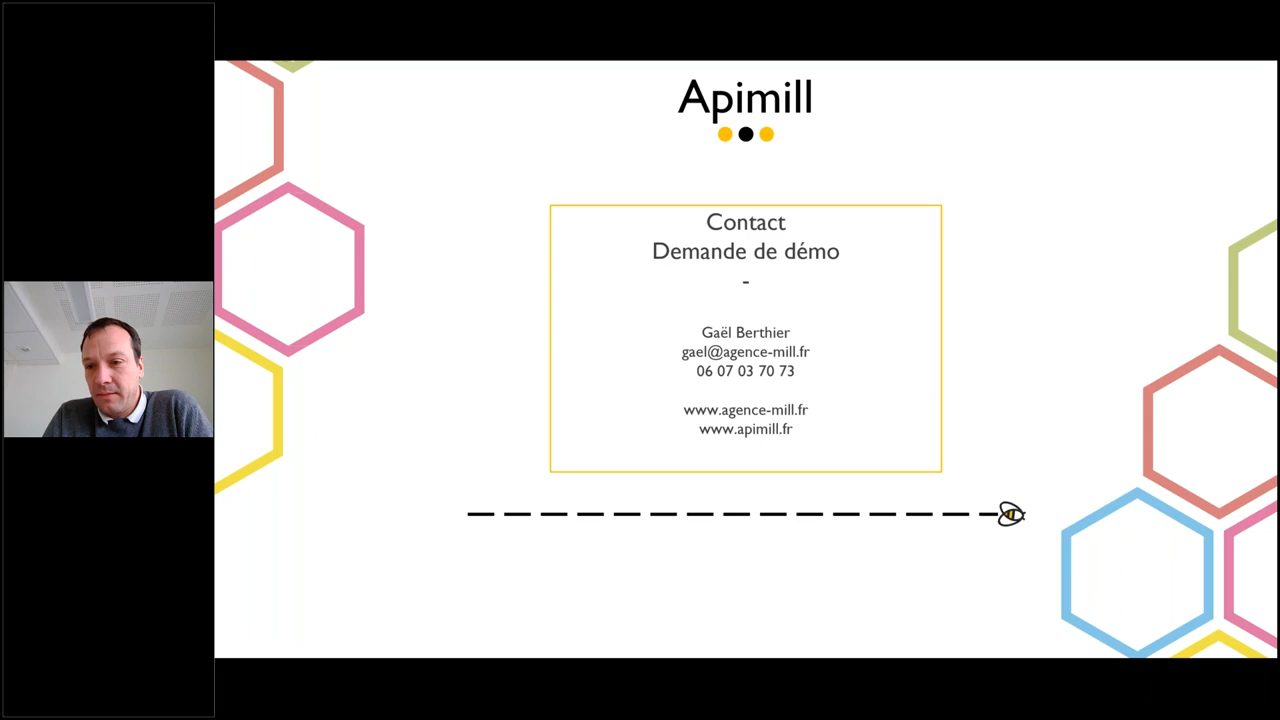 Apimill
Contact
Demande de démo
-
Gaël Berthier
gael@agence-mill.fr
06 07 03 70 73
www.agence-mill.fr
www.apimill.fr